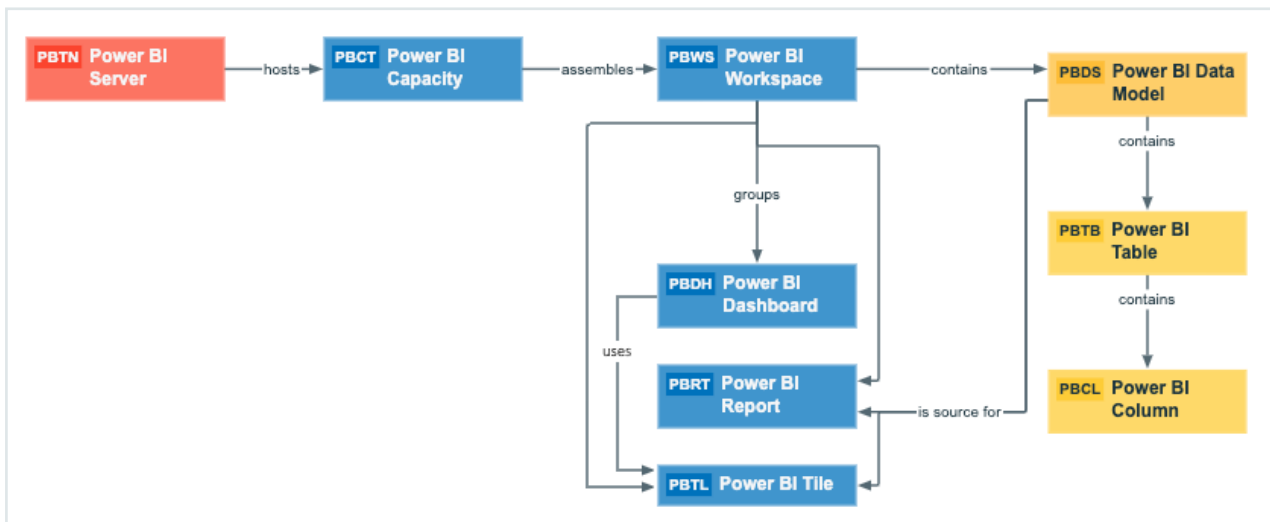 PBTN Power BI
Server
hosts
PBCT Power BI
Capacity
assembles
PBWS Power BI
Workspace
contains
PBDS Power BI Data
Model
contains
groups
PBTB Power BI
Table
PBDH Power BI
Dashboard
contains
uses
PBRT Power BI
Report
is source for
PBCL Power BI
Column
PBTL Power BI Tile